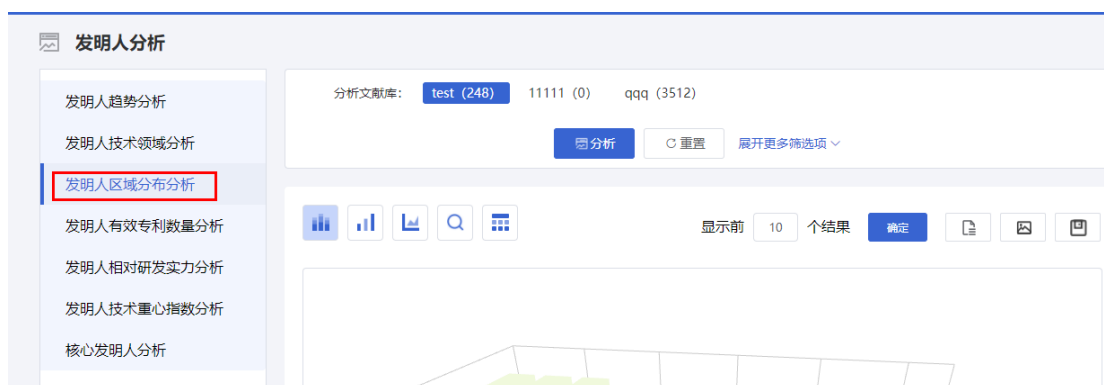 发明人分析
发明人趋势分析
发明人技术领域分析
发明人区域分布分析
发明人有效专利数量分析
发明人相对研发实力分析
发明人技术重心指数分析
核心发明人分析
分析文献库： test (248) 11111 (0) qqq (3512)
分析 重置 展开更多筛选项
显示前 10 个结果 确定